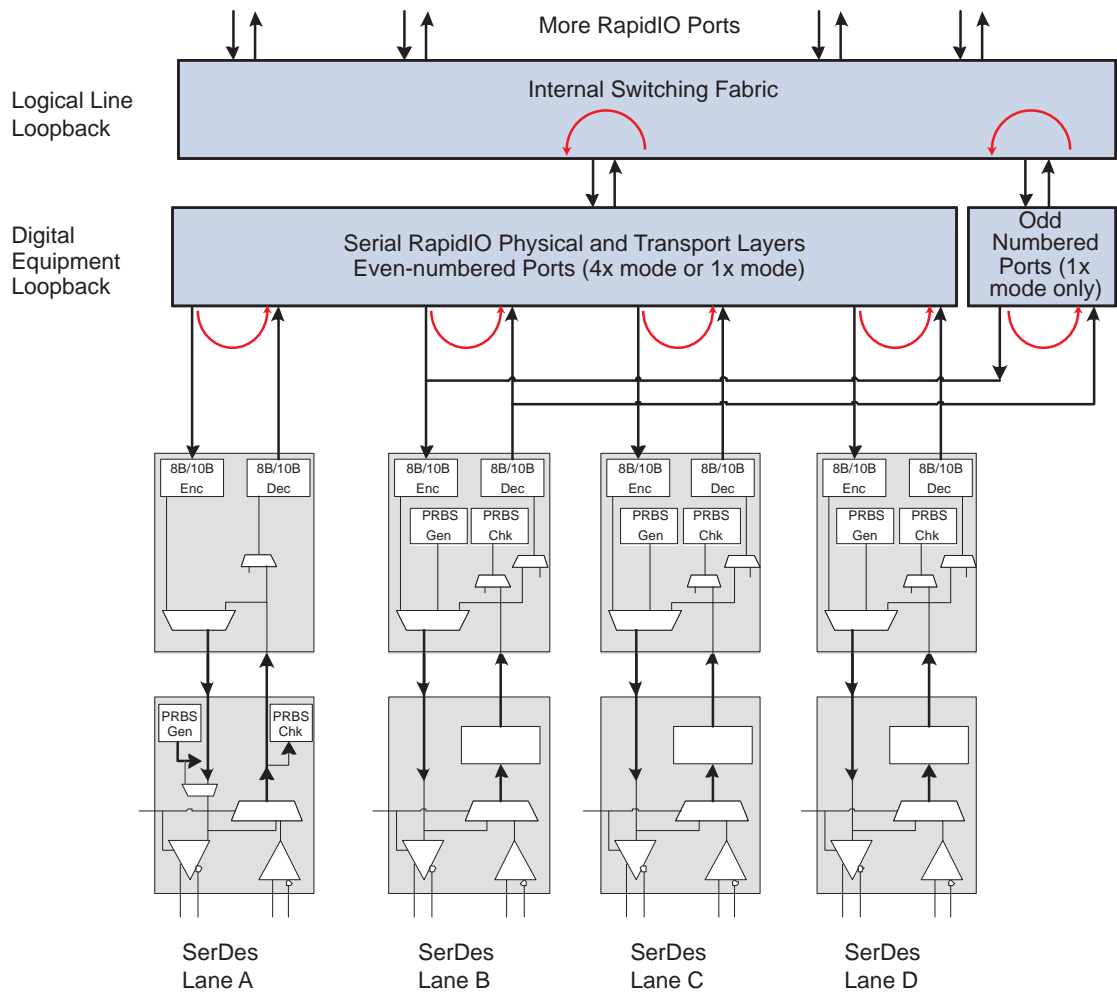 More RapidIO Ports
Internal Switching Fabric
Logical Line
Loopback
Digital
Equipment
Loopback
Serial RapidIO Physical and Transport Layers
Even-numbered Ports (4x mode or 1x mode)
Odd
Numbered
Ports (1x
mode only)
8B/10B
Enc
8B/10B
Dec
8B/10B
Enc
8B/10B
Dec
PRBS
Gen
PRBS
Chk
8B/10B
Enc
8B/10B
Dec
PRBS
Gen
PRBS
Chk
8B/10B
Enc
8B/10B
Dec
PRBS
Gen
PRBS
Chk
PRBS
Gen
PRBS
Chk
SerDes
Lane A
SerDes
Lane B
SerDes
Lane C
SerDes
Lane D